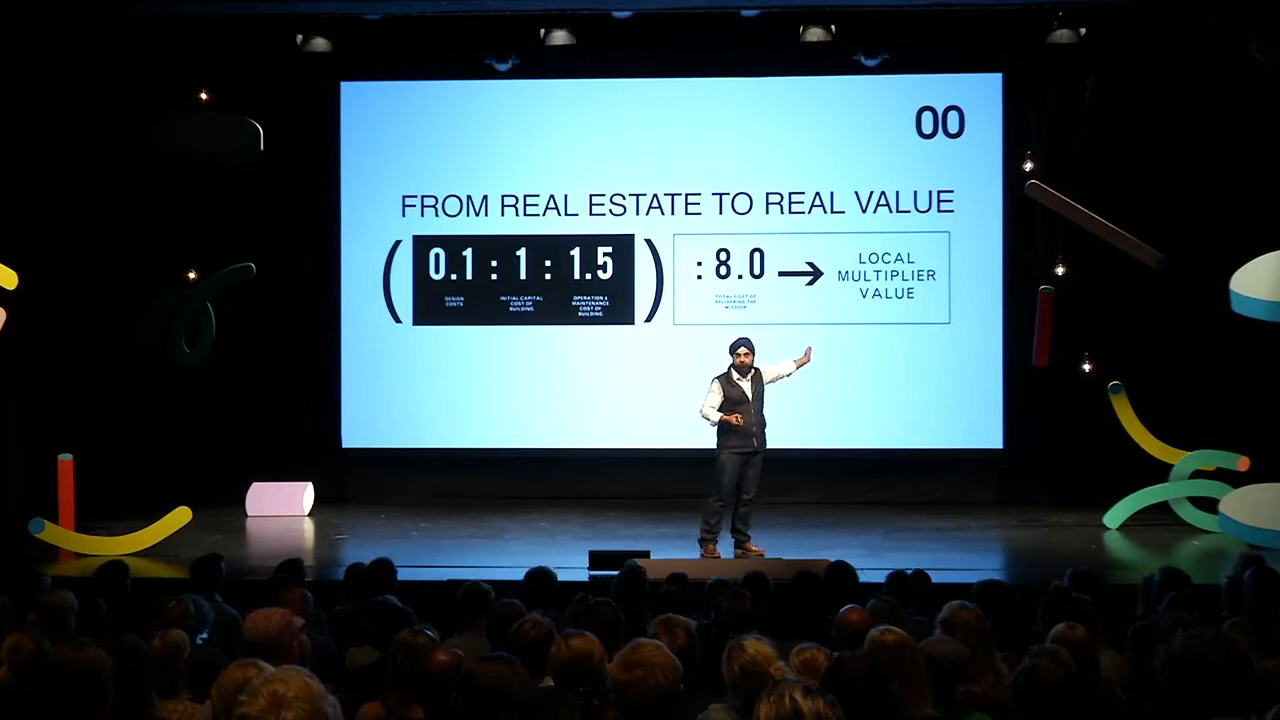 00
FROM REAL ESTATE TO REAL VALUE
( 0.1 : 1 : 1.5 ) : 8.0 → LOCAL MULTIPLIER VALUE
DESIGN COSTS
INITIAL CAPITAL COST OF BUILDING
OPERATION & MAINTENANCE COST OF BUILDING
TOTAL COST OF DELIVERING THE MISSION